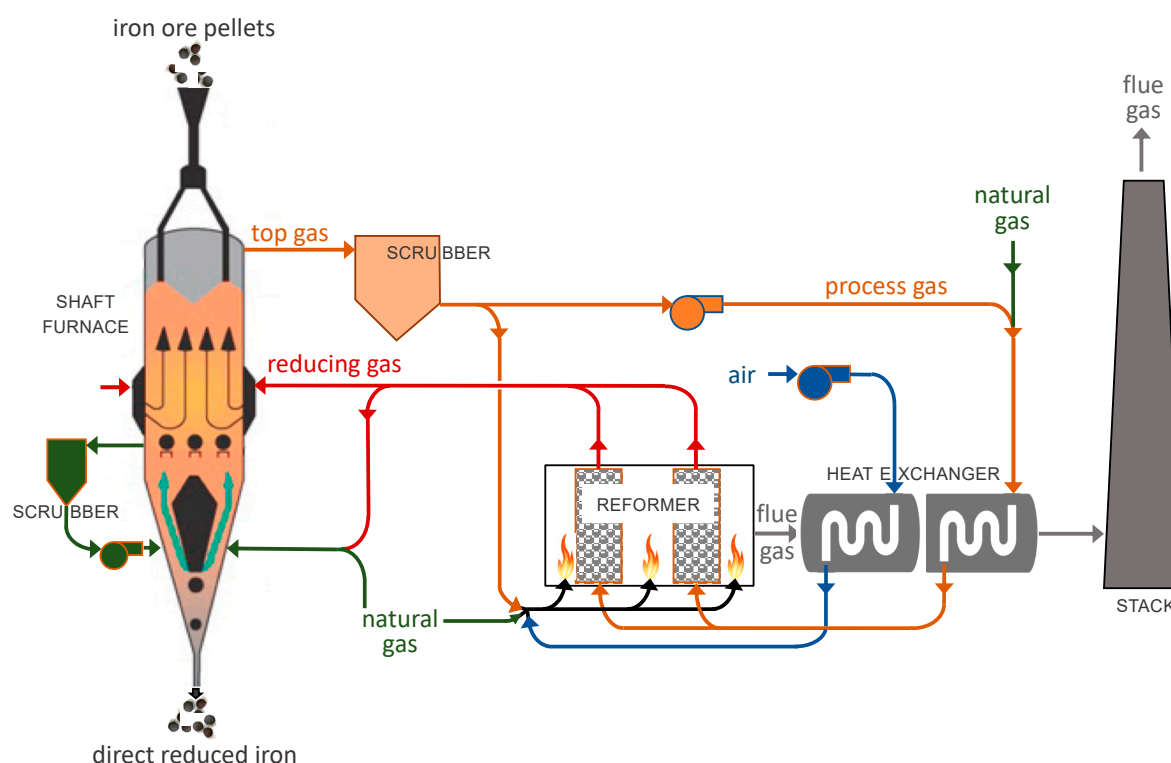 iron ore pellets
flue
gas
natural
gas
top gas
SCRUBBER
SHAFT
FURNACE
process gas
reducing gas
air
HEAT EXCHANGER
REFORMER
SCRUBBER
flue
gas
natural
gas
STACK
direct reduced iron